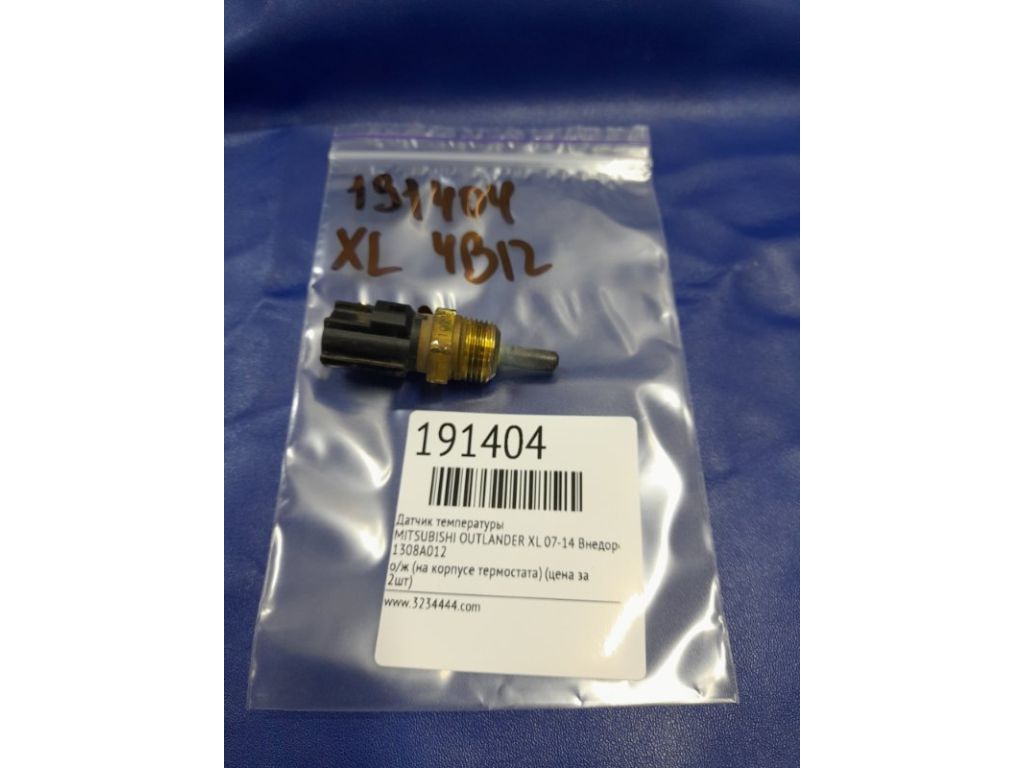 191404
XL 4B12
191404
Датчик температуры
MITSUBISHI OUTLANDER XL 07-14 Внедор
1308A012
о/ж (на корпусе термостата) (цена за
2шт)
www.3234444.com